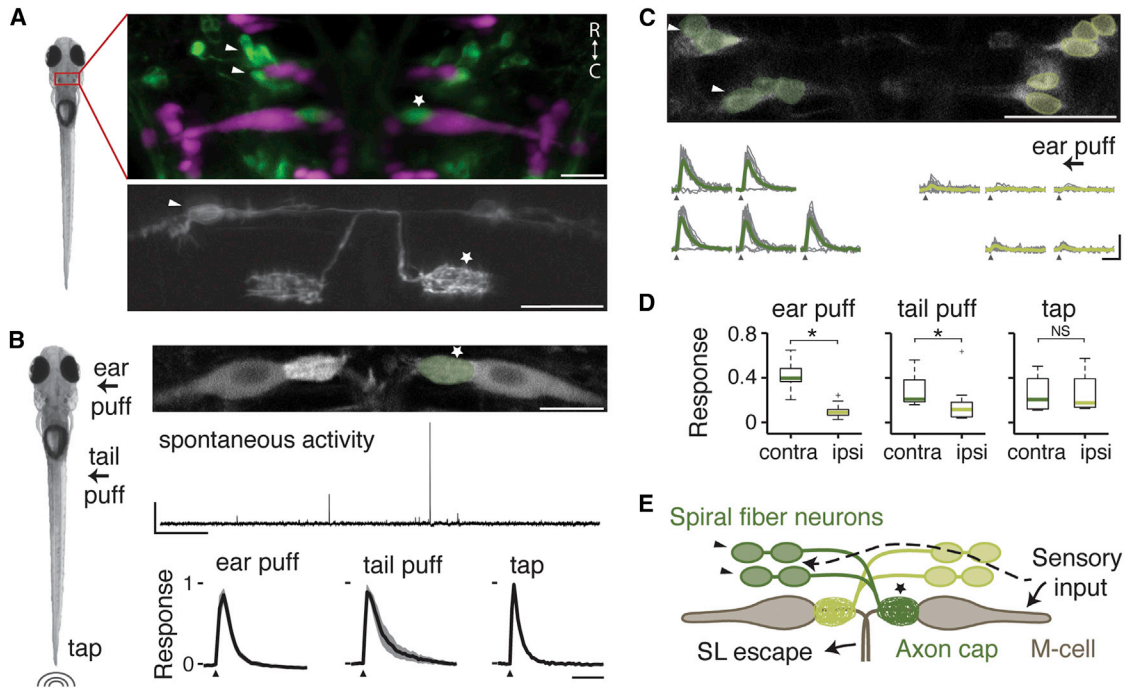 A
R
C
B
ear
puff
tail
puff
tap
spontaneous activity
Response
ear puff
tail puff
tap
1
0
C
ear puff
D
ear puff
tail puff
tap
Response
0.8
0.4
0
*
*
NS
contra
ipsi
contra
ipsi
contra
ipsi
E
Spiral fiber neurons
Sensory
input
SL escape
Axon cap
M-cell